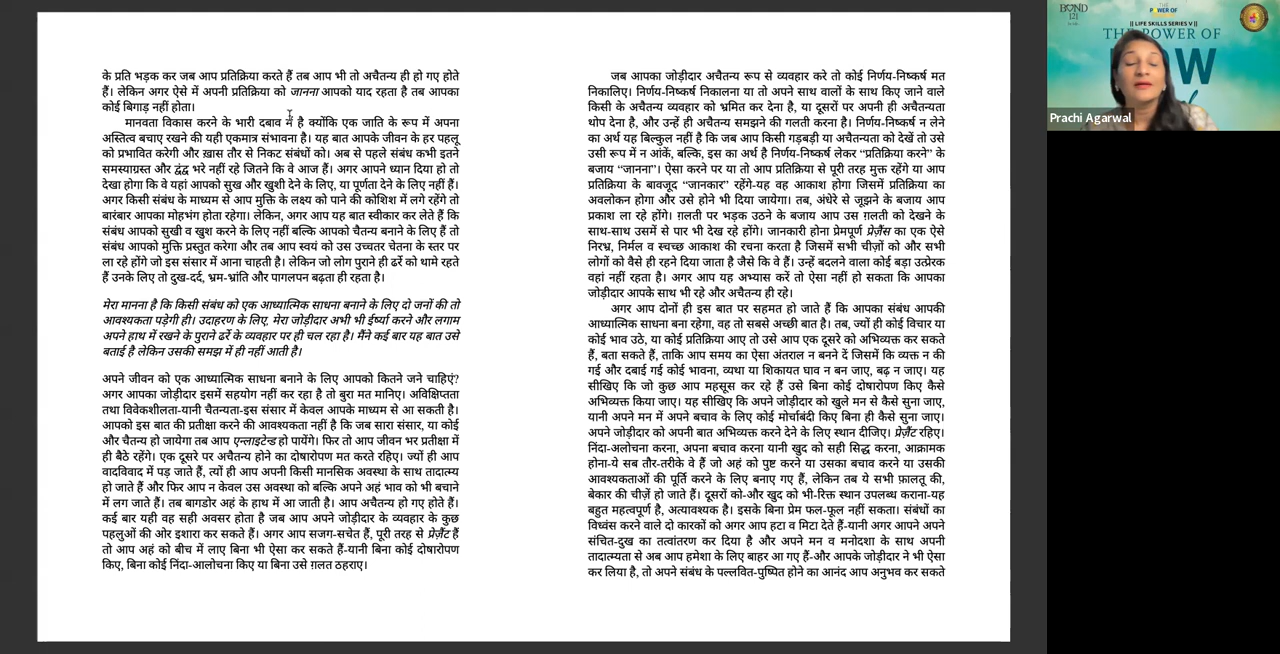 के प्रति भड़क कर जब आप प्रतिक्रिया करते हैं तब आप भी तो अचैतन्य ही हो गए होते
हैं। लेकिन अगर ऐसे में अपनी प्रतिक्रिया को जानना आपको याद रहता है तब आपका
कोई बिगाड़ नहीं होता।
मानवता विकास करने के भारी दबाव में है क्योंकि एक जाति के रूप में अपना
अस्तित्व बचाए रखने की यही एकमात्र संभावना है। यह बात आपके जीवन के हर पहलू
को प्रभावित करेगी और ख़ास तौर से निकट संबंधों को। अब से पहले संबंध कभी इतने
समस्याग्रस्त और द्वंद्व भरे नहीं रहे जितने कि वे आज हैं। अगर आपने ध्यान दिया हो तो
देखा होगा कि वे यहां आपको सुख और खुशी देने के लिए, या पूर्णता देने के लिए नहीं हैं।
अगर किसी संबंध के माध्यम से आप मुक्ति के लक्ष्य को पाने की कोशिश में लगे रहेंगे तो
बारंबार आपका मोहभंग होता रहेगा। लेकिन, अगर आप यह बात स्वीकार कर लेते हैं कि
संबंध आपको सुखी व खुश करने के लिए नहीं बल्कि आपको चैतन्य बनाने के लिए हैं तो
संबंध आपको मुक्ति प्रस्तुत करेगा और तब आप स्वयं को उस उच्चतर चेतना के स्तर पर
ला रहे होंगे जो इस संसार में आना चाहती है। लेकिन जो लोग पुराने ही ढर्रे को थामे रहते
हैं उनके लिए तो दुख-दर्द, भ्रम-भ्रांति और पागलपन बढ़ता ही रहता है।
मेरा मानना है कि किसी संबंध को एक आध्यात्मिक साधना बनाने के लिए दो जनों की तो
आवश्यकता पड़ेगी ही। उदाहरण के लिए, मेरा जोड़ीदार अभी भी ईर्ष्या करने और लगाम
अपने हाथ में रखने के पुराने ढर्रे के व्यवहार पर ही चल रहा है। मैंने कई बार यह बात उसे
बताई है लेकिन उसकी समझ में ही नहीं आती है।
अपने जीवन को एक आध्यात्मिक साधना बनाने के लिए आपको कितने जने चाहिएं?
अगर आपका जोड़ीदार इसमें सहयोग नहीं कर रहा है तो बुरा मत मानिए। अविक्षिप्तता
तथा विवेकशीलता-यानी चैतन्यता-इस संसार में केवल आपके माध्यम से आ सकती है।
आपको इस बात की प्रतीक्षा करने की आवश्यकता नहीं है कि जब सारा संसार, या कोई
और चैतन्य हो जायेगा तब आप एन्लाइटेन्ड हो पायेंगे। फिर तो आप जीवन भर प्रतीक्षा में
ही बैठे रहेंगे। एक दूसरे पर अचैतन्य होने का दोषारोपण मत करते रहिए। ज्यों ही आप
वादविवाद में पड़ जाते हैं, त्यों ही आप अपनी किसी मानसिक अवस्था के साथ तादात्म्य
हो जाते हैं और फिर आप न केवल उस अवस्था को बल्कि अपने अहं भाव को भी बचाने
में लग जाते हैं। तब बागडोर अहं के हाथ में आ जाती है। आप अचैतन्य हो गए होते हैं।
कई बार यही वह सही अवसर होता है जब आप अपने जोड़ीदार के व्यवहार के कुछ
पहलुओं की ओर इशारा कर सकते हैं। अगर आप सजग-सचेत हैं, पूरी तरह से प्रेज़ैंट हैं
तो आप अहं को बीच में लाए बिना भी ऐसा कर सकते हैं-यानी बिना कोई दोषारोपण
किए, बिना कोई निंदा-आलोचना किए या बिना उसे ग़लत ठहराए।
जब आपका जोड़ीदार अचैतन्य रूप से व्यवहार करे तो कोई निर्णय-निष्कर्ष मत
निकालिए। निर्णय-निष्कर्ष निकालना या तो अपने साथ वालों के साथ किए जाने वाले
किसी के अचैतन्य व्यवहार को भ्रमित कर देना है, या दूसरों पर अपनी ही अचैतन्यता
थोप देना है, और उन्हें ही अचैतन्य समझने की गलती करना है। निर्णय-निष्कर्ष न लेने
का अर्थ यह बिल्कुल नहीं है कि जब आप किसी गड़बड़ी या अचैतन्यता को देखें तो उसे
उसी रूप में न आंकें, बल्कि, इस का अर्थ है निर्णय-निष्कर्ष लेकर “प्रतिक्रिया करने” के
बजाय “जानना”। ऐसा करने पर या तो आप प्रतिक्रिया से पूरी तरह मुक्त रहेंगे या आप
प्रतिक्रिया के बावजूद “जानकार” रहेंगे-यह वह आकाश होगा जिसमें प्रतिक्रिया का
अवलोकन होगा और उसे होने भी दिया जायेगा। तब, अंधेरे से जूझने के बजाय आप
प्रकाश ला रहे होंगे। ग़लती पर भड़क उठने के बजाय आप उस ग़लती को देखने के
साथ-साथ उसमें से पार भी देख रहे होंगे। जानकारी होना प्रेमपूर्ण प्रेज़ैंस का एक ऐसे
निरभ्र, निर्मल व स्वच्छ आकाश की रचना करता है जिसमें सभी चीज़ों को और सभी
लोगों को वैसे ही रहने दिया जाता है जैसे कि वे हैं। उन्हें बदलने वाला कोई बड़ा उत्प्रेरक
वहां नहीं रहता है। अगर आप यह अभ्यास करें तो ऐसा नहीं हो सकता कि आपका
जोड़ीदार आपके साथ भी रहे और अचैतन्य ही रहे।
अगर आप दोनों ही इस बात पर सहमत हो जाते हैं कि आपका संबंध आपकी
आध्यात्मिक साधना बना रहेगा, वह तो सबसे अच्छी बात है। तब, ज्यों ही कोई विचार या
कोई भाव उठे, या कोई प्रतिक्रिया आए तो उसे आप एक दूसरे को अभिव्यक्त कर सकते
हैं, बता सकते हैं, ताकि आप समय का ऐसा अंतराल न बनने दें जिसमें कि व्यक्त न की
गई और दबाई गई कोई भावना, व्यथा या शिकायत घाव न बन जाए, बढ़ न जाए। यह
सीखिए कि जो कुछ आप महसूस कर रहे हैं उसे बिना कोई दोषारोपण किए कैसे
अभिव्यक्त किया जाए। यह सीखिए कि अपने जोड़ीदार को खुले मन से कैसे सुना जाए,
यानी अपने मन में अपने बचाव के लिए कोई मोर्चाबंदी किए बिना ही कैसे सुना जाए।
अपने जोड़ीदार को अपनी बात अभिव्यक्त करने देने के लिए स्थान दीजिए। प्रेज़ैंट रहिए।
निंदा-अलोचना करना, अपना बचाव करना यानी खुद को सही सिद्ध करना, आक्रामक
होना-ये सब तौर-तरीके वे हैं जो अहं को पुष्ट करने या उसका बचाव करने या उसकी
आवश्यकताओं की पूर्ति करने के लिए बनाए गए हैं, लेकिन तब ये सभी फ़ालतू की,
बेकार की चीज़ें हो जाते हैं। दूसरों को-और खुद को भी-रिक्त स्थान उपलब्ध कराना-यह
बहुत महत्वपूर्ण है, अत्यावश्यक है। इसके बिना प्रेम फल-फूल नहीं सकता। संबंधों का
विध्वंस करने वाले दो कारकों को अगर आप हटा व मिटा देते हैं-यानी अगर आपने अपने
संचित-दुख का तत्वांतरण कर दिया है और अपने मन व मनोदशा के साथ अपनी
तादात्म्यता से अब आप हमेशा के लिए बाहर आ गए हैं-और आपके जोड़ीदार ने भी ऐसा
कर लिया है, तो अपने संबंध के पल्लवित-पुष्पित होने का आनंद आप अनुभव कर सकते
BOND
121
THE
POWER OF
|| LIFE SKILLS SERIES V ||
THE POWER OF
Prachi Agarwal